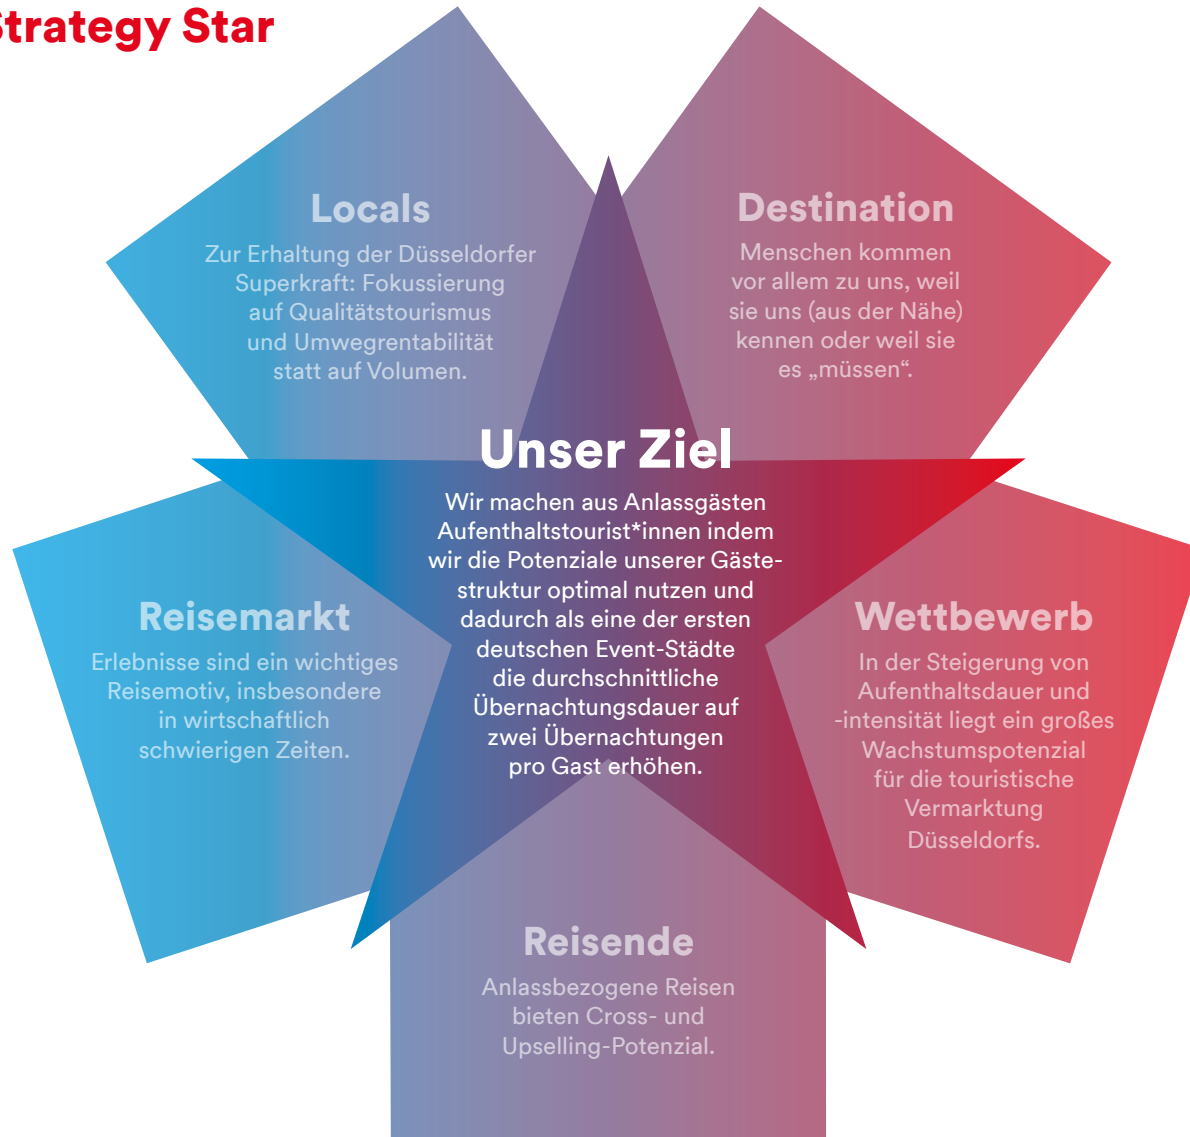 Strategy Star
Locals
Zur Erhaltung der Düsseldorfer
Superkraft: Fokussierung
auf Qualitätstourismus
und Umwegrentabilität
statt auf Volumen.
Destination
Menschen kommen
vor allem zu uns, weil
sie uns (aus der Nähe)
kennen oder weil sie
es „müssen“.
Unser Ziel
Wir machen aus Anlassgästen
Aufenthaltstourist*innen indem
wir die Potenziale unserer Gäste-
struktur optimal nutzen und
dadurch als eine der ersten
deutschen Event-Städte
die durchschnittliche
Übernachtungsdauer auf
zwei Übernachtungen
pro Gast erhöhen.
Reisemarkt
Erlebnisse sind ein wichtiges
Reisemotiv, insbesondere
in wirtschaftlich
schwierigen Zeiten.
Wettbewerb
In der Steigerung von
Aufenthaltsdauer und
-intensität liegt ein großes
Wachstumspotenzial
für die touristische
Vermarktung
Düsseldorfs.
Reisende
Anlassbezogene Reisen
bieten Cross- und
Upselling-Potenzial.